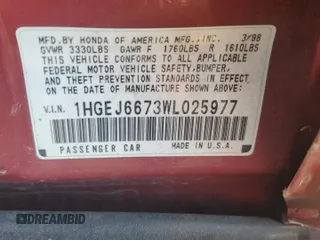 MFD.BY HONDA OF AMERICA MFG.,INC. 3/98
GVWR 3330LBS GAWR F 1760LBS R 1610LBS
THIS VEHICLE CONFORMS TO ALL APPLICABLE
FEDERAL MOTOR VEHICLE SAFETY,BUMPER,
AND THEFT PREVENTION STANDARDS IN EFFECT
ON THE DATE OF MANUFACTURE SHOWN ABOVE.
V.I.N. 1HGEJ6673WL025977
PASSENGER CAR MADE IN U.S.A.
DREAMBID